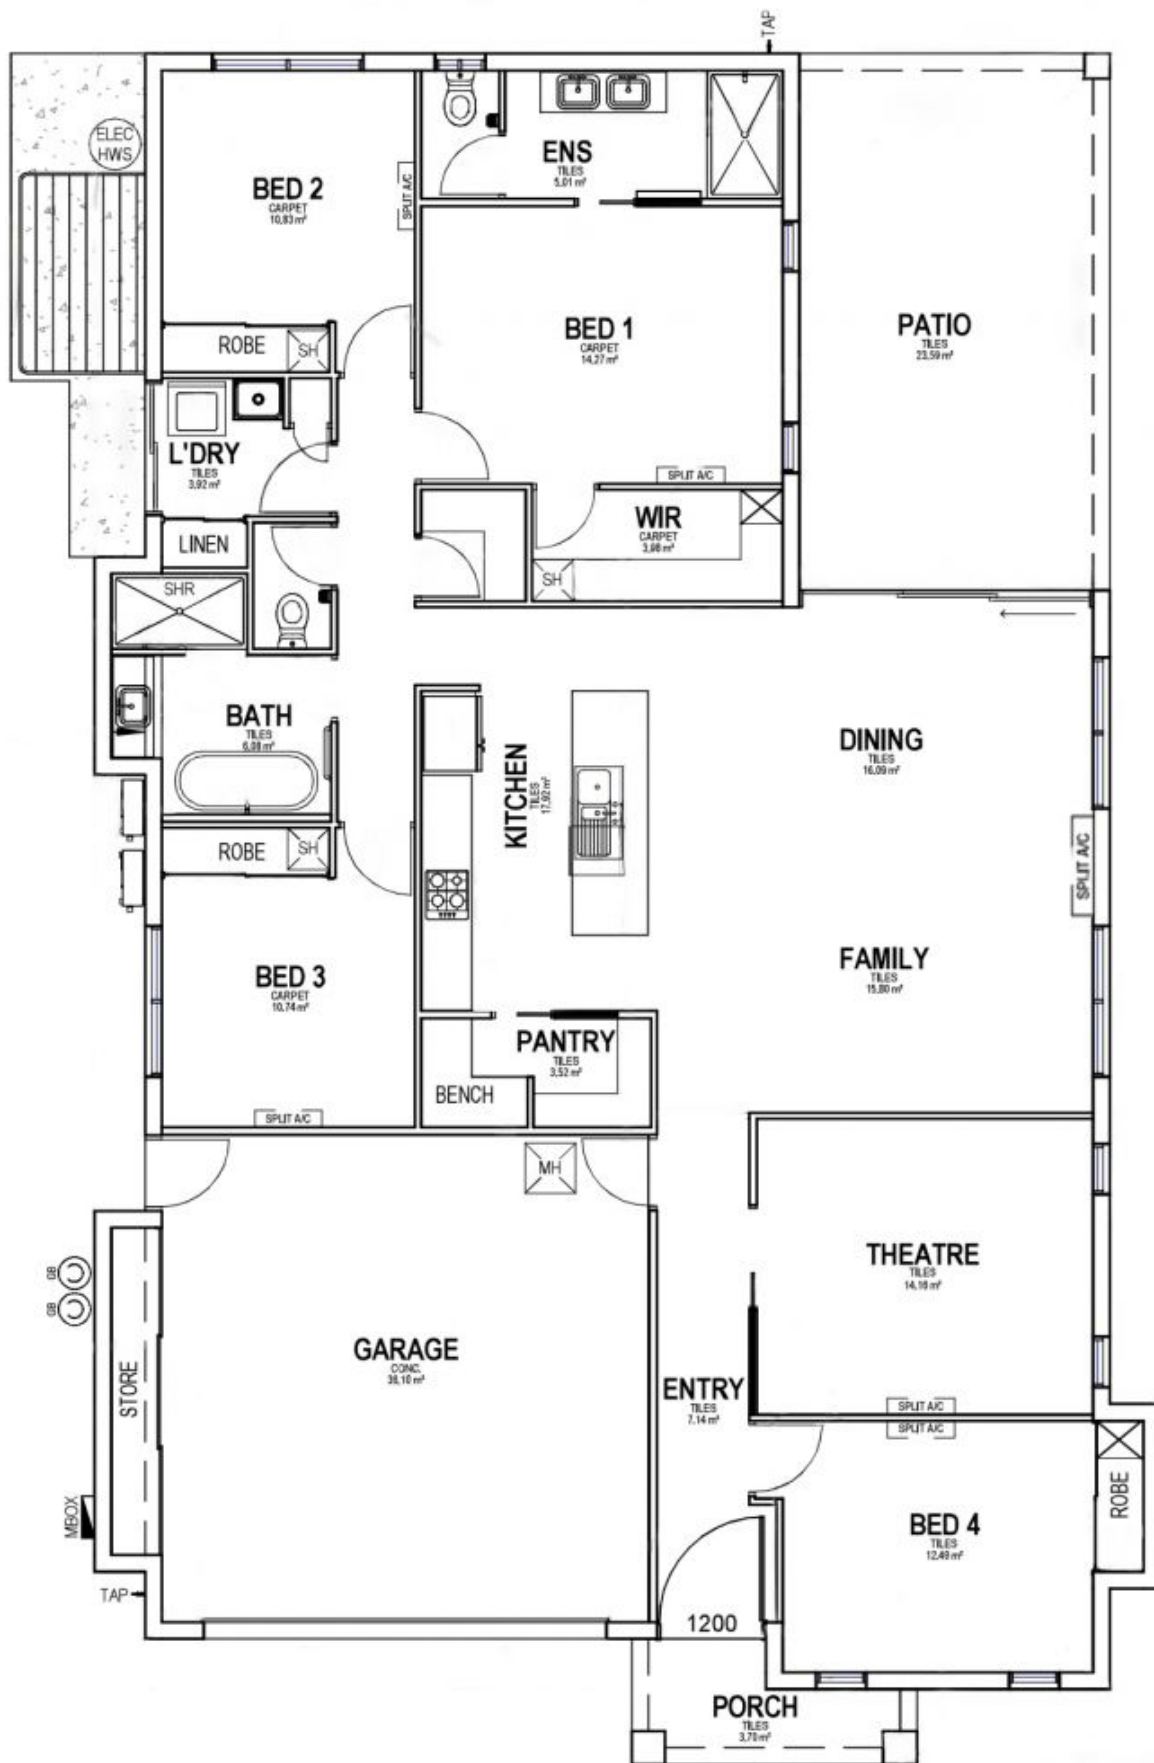 TAP
ELEC
HWS
BED 2
CARPET
10,83 m²
SPLIT A/C
ENS
TILES
5,01 m²
ROBE
SH
BED 1
CARPET
14,27 m²
SPLIT A/C
PATIO
TILES
23,59 m²
L'DRY
TILES
3,92 m²
LINEN
WIR
CARPET
3,98 m²
SH
SHR
BATH
TILES
6,08 m²
KITCHEN
TILES
17,92 m²
DINING
TILES
16,09 m²
SPLIT A/C
ROBE
SH
BED 3
CARPET
10,74 m²
SPLIT A/C
FAMILY
TILES
15,80 m²
PANTRY
TILES
3,52 m²
BENCH
MH
GB
GB
STORE
MBOX
TAP
GARAGE
CONC.
36,10 m²
THEATRE
TILES
14,16 m²
SPLIT A/C
ENTRY
TILES
7,14 m²
SPLIT A/C
BED 4
TILES
12,49 m²
ROBE
1200
PORCH
TILES
3,70 m²